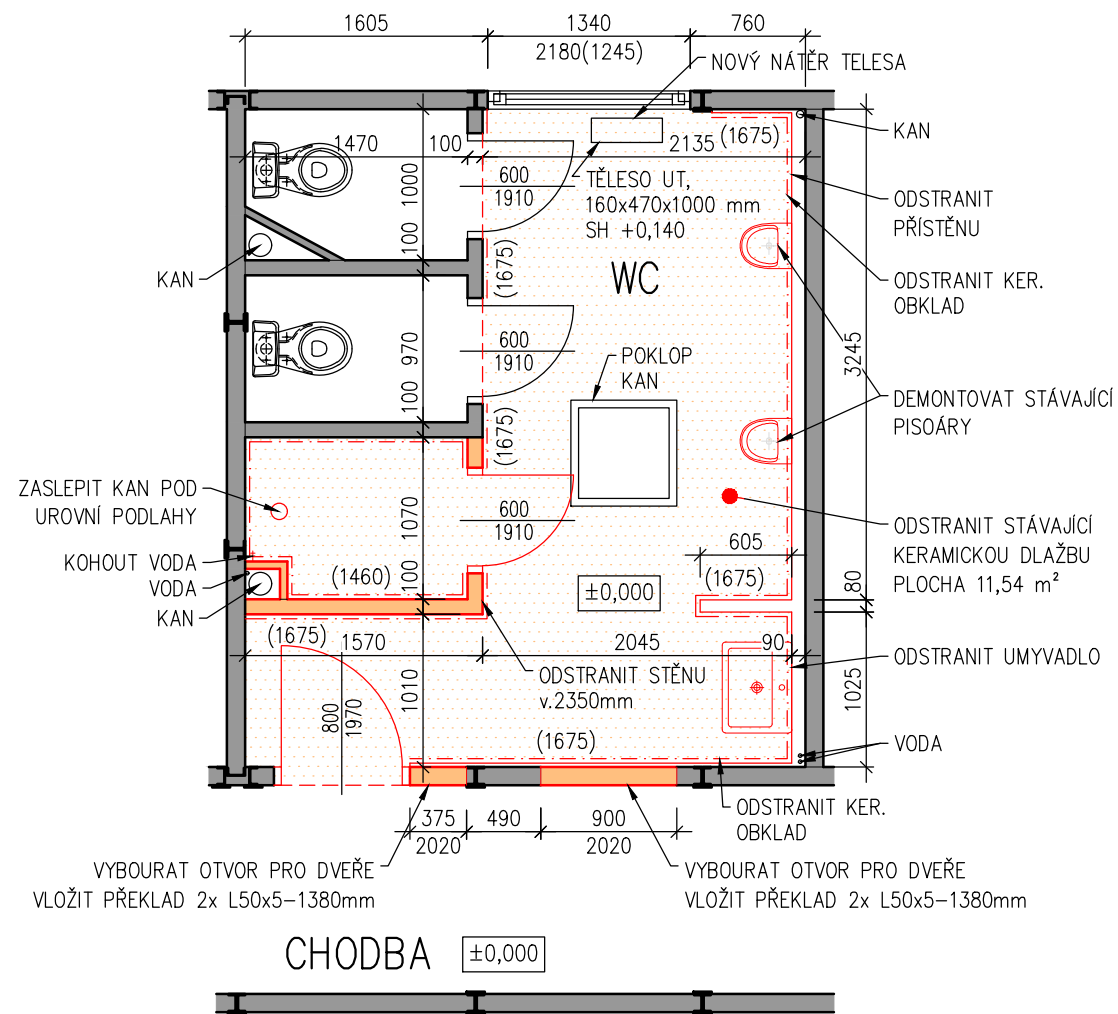 1605
1340
760
2180(1245)
NOVÝ NÁTĚR TELESA
KAN
1470
100
2135
(1675)
1000
600
1910
TĚLESO UT,
160x470x1000 mm
SH +0,140
ODSTRANIT
PŘÍSTĚNU
100
(1675)
WC
KAN
ODSTRANIT KER.
OBKLAD
970
600
1910
POKLOP
KAN
3245
100
(1675)
DEMONTOVAT STÁVAJÍCÍ
PISOÁRY
ZASLEPIT KAN POD
UROVNÍ PODLAHY
1070
600
1910
ODSTRANIT STÁVAJÍCÍ
KERAMICKOU DLAŽBU
PLOCHA 11,54 m²
605
KOHOUT VODA
VODA
KAN
(1460)
100
±0,000
(1675)
80
(1675)
1570
2045
90
ODSTRANIT STĚNU
v.2350mm
ODSTRANIT UMYVADLO
1010
1025
800
1970
(1675)
VODA
ODSTRANIT KER.
OBKLAD
375
490
900
2020
2020
VYBOURAT OTVOR PRO DVEŘE
VLOŽIT PŘEKLAD 2x L50x5-1380mm
VYBOURAT OTVOR PRO DVEŘE
VLOŽIT PŘEKLAD 2x L50x5-1380mm
CHODBA
±0,000